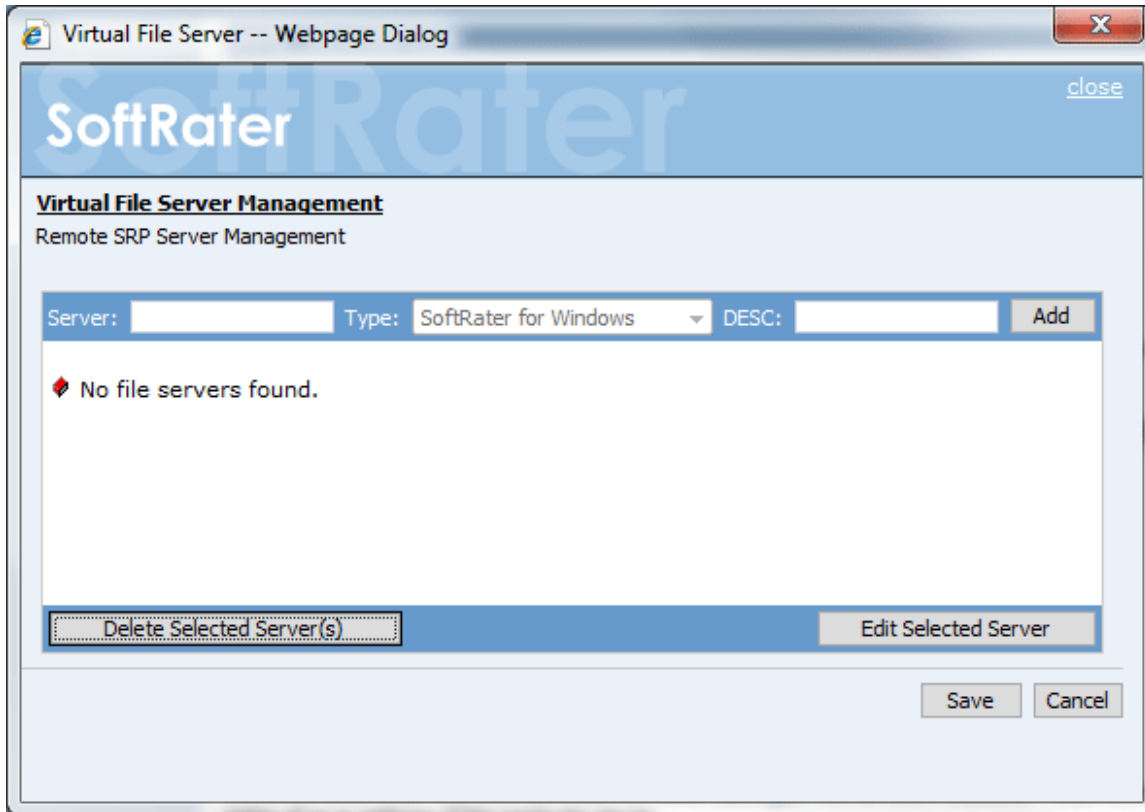 Virtual File Server -- Webpage Dialog
close
SoftRater
SoftRater
Virtual File Server Management
Remote SRP Server Management
Server: Type: SoftRater for Windows DESC: Add
No file servers found.
Delete Selected Server(s) Edit Selected Server
Save Cancel